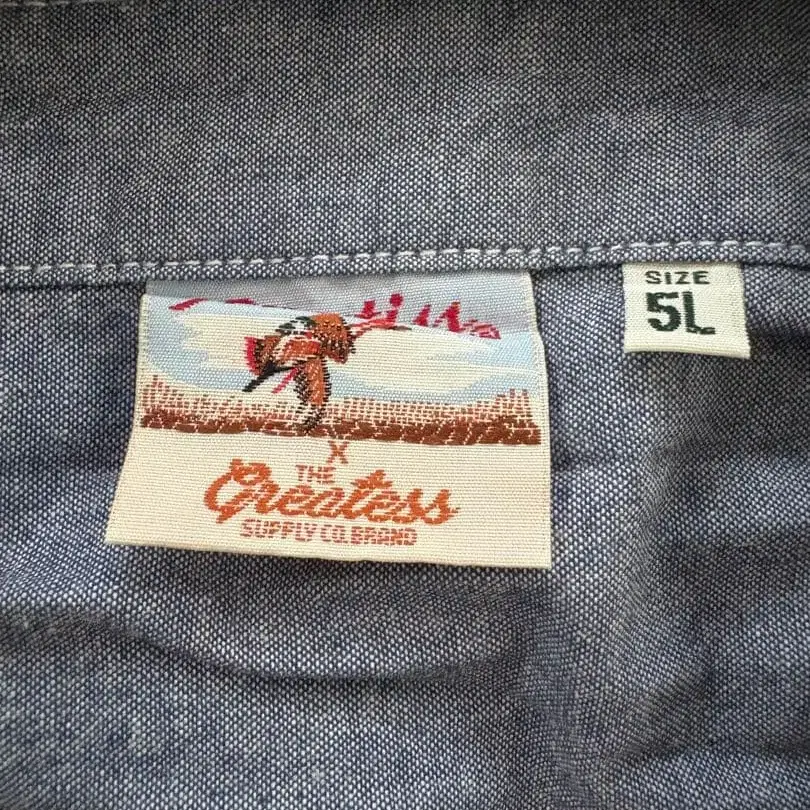 SIZE
5L
X
THE
Greatess
SUPPLY CO. BRAND